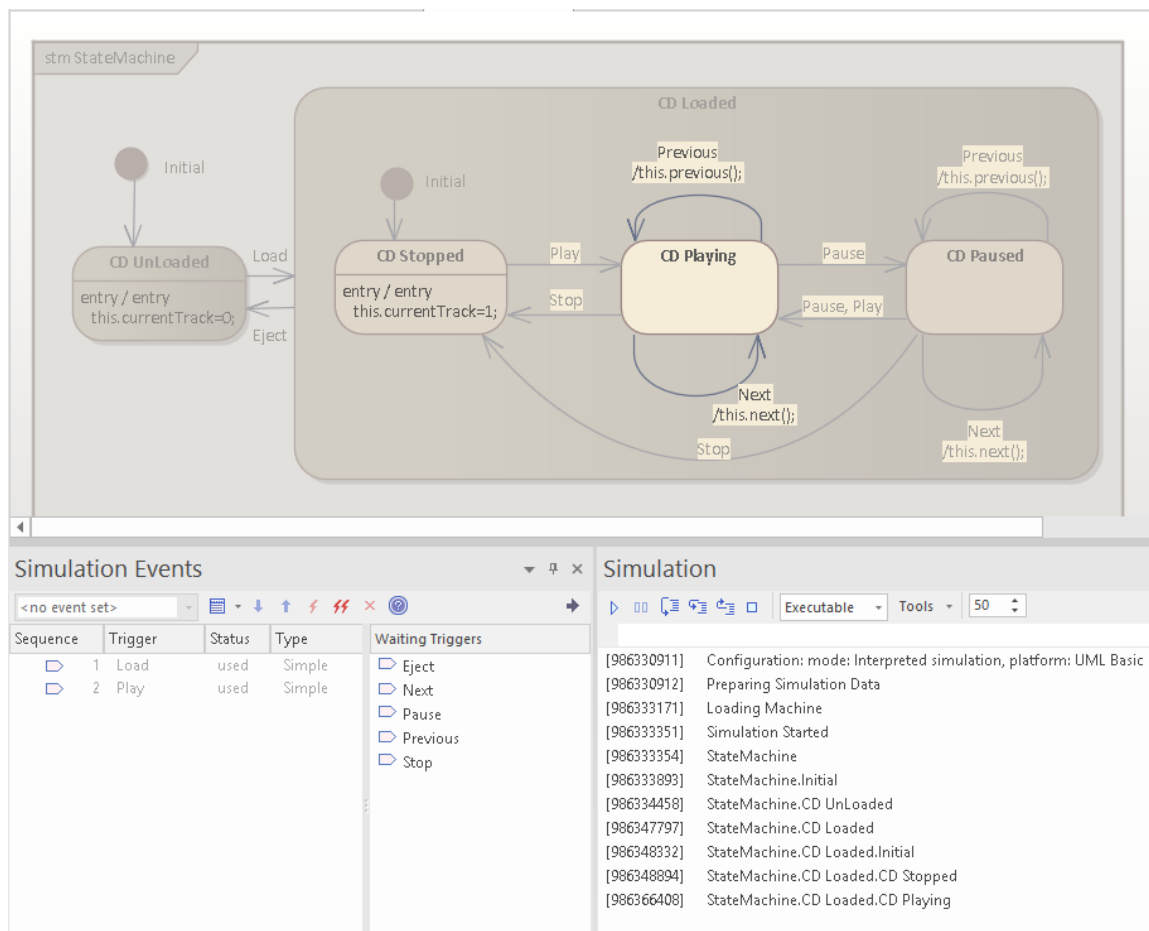 stm StateMachine
CD Loaded
Initial
Initial
Previous
/this.previous();
Previous
/this.previous();
CD UnLoaded
entry / entry
this.currentTrack=0;
Load
Eject
CD Stopped
entry / entry
this.currentTrack=1;
Play
Stop
CD Playing
Pause
Pause, Play
CD Paused
Next
/this.next();
Stop
Next
/this.next();
Simulation Events
<no event set>
Sequence Trigger Status Type
1 Load used Simple
2 Play used Simple
Waiting Triggers
Eject
Next
Pause
Previous
Stop
Simulation
Executable Tools 50
[986330911] Configuration: mode: Interpreted simulation, platform: UML Basic
[986330912] Preparing Simulation Data
[986333171] Loading Machine
[986333351] Simulation Started
[986333354] StateMachine
[986333893] StateMachine.Initial
[986334458] StateMachine.CD UnLoaded
[986347797] StateMachine.CD Loaded
[986348332] StateMachine.CD Loaded.Initial
[986348894] StateMachine.CD Loaded.CD Stopped
[986366408] StateMachine.CD Loaded.CD Playing